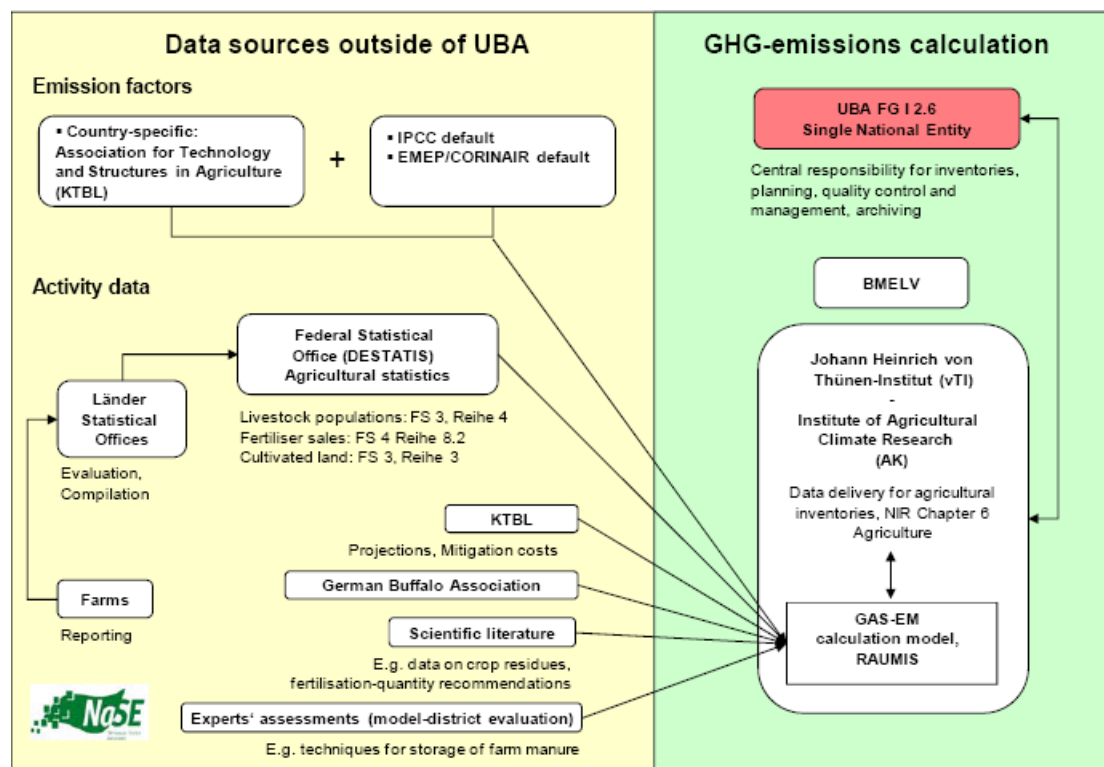 Data sources outside of UBA
Emission factors
▪ Country-specific:
Association for Technology
and Structures in Agriculture
(KTBL)
+
▪ IPCC default
▪ EMEP/CORINAIR default
Activity data
Federal Statistical
Office (DESTATIS)
Agricultural statistics
Livestock populations: FS 3, Reihe 4
Fertiliser sales: FS 4 Reihe 8.2
Cultivated land: FS 3, Reihe 3
Länder
Statistical
Offices
Evaluation,
Compilation
KTBL
Projections, Mitigation costs
German Buffalo Association
Farms
Reporting
Scientific literature
E.g. data on crop residues,
fertilisation-quantity recommendations
Experts‘ assessments (model-district evaluation)
E.g. techniques for storage of farm manure
NaSE
GHG-emissions calculation
UBA FG I 2.6
Single National Entity
Central responsibility for inventories,
planning, quality control and
management, archiving
BMELV
Johann Heinrich von
Thünen-Institut (vTI)
-
Institute of Agricultural
Climate Research
(AK)
Data delivery for agricultural
inventories, NIR Chapter 6
Agriculture
GAS-EM
calculation model,
RAUMIS